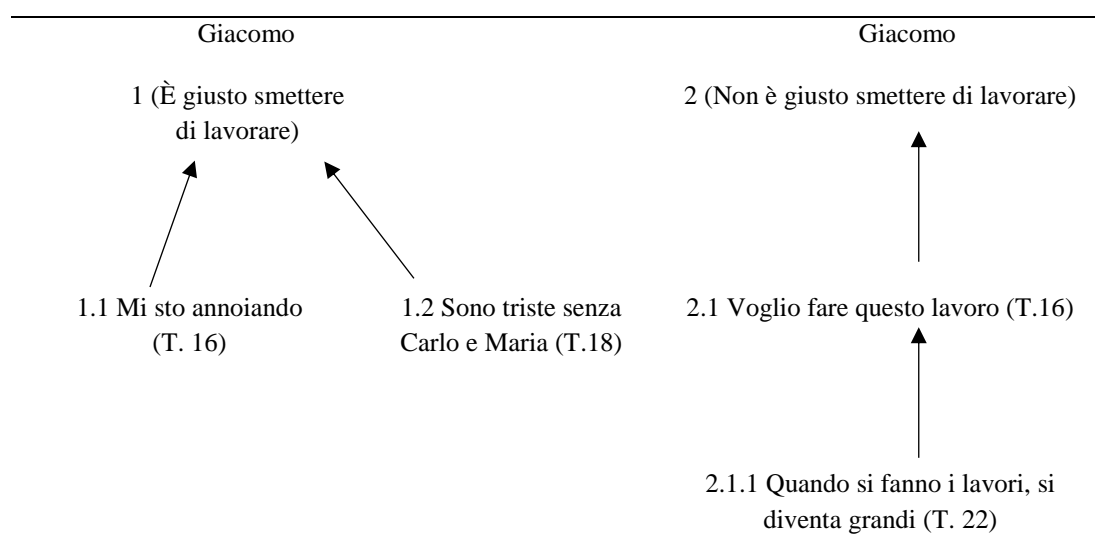 Giacomo
1 (È giusto smettere
di lavorare)
1.1 Mi sto annoiando
(T. 16)
1.2 Sono triste senza
Carlo e Maria (T.18)
Giacomo
2 (Non è giusto smettere di lavorare)
2.1 Voglio fare questo lavoro (T.16)
2.1.1 Quando si fanno i lavori, si
diventa grandi (T. 22)